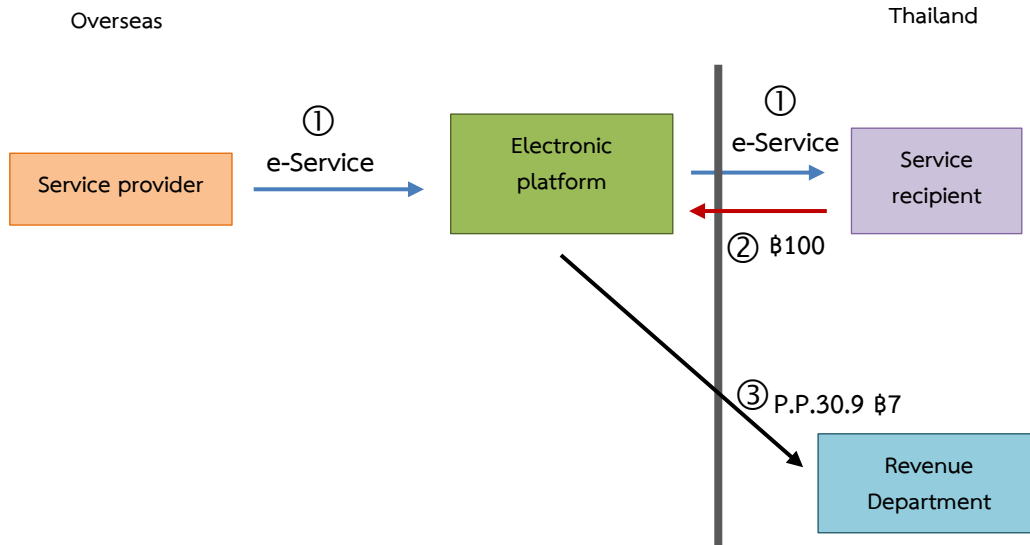 Overseas
Thailand
①
e-Service
①
e-Service
Service provider
Electronic
platform
Service
recipient
② ฿100
③ P.P.30.9 ฿7
Revenue
Department